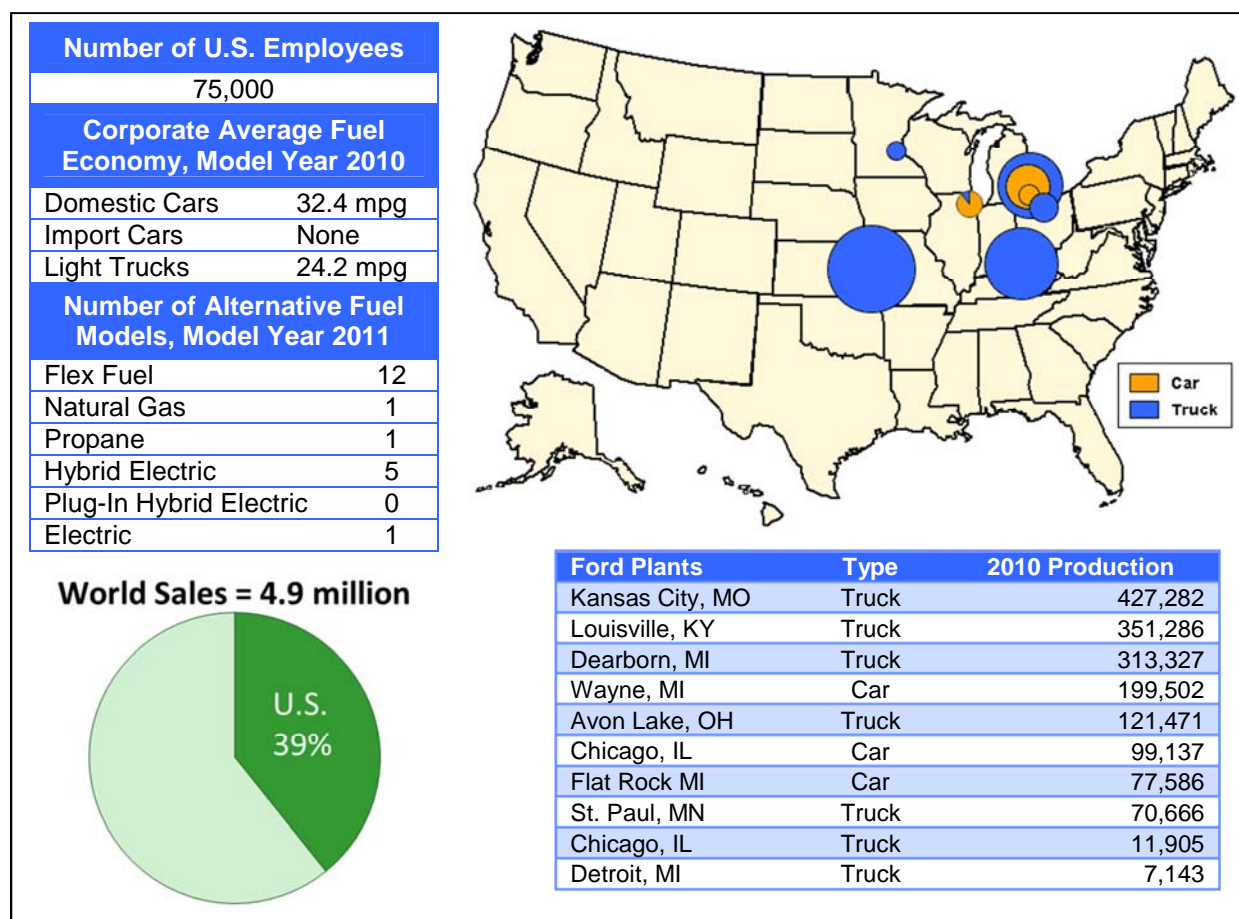 Number of U.S. Employees
75,000
Corporate Average Fuel
Economy, Model Year 2010
Domestic Cars 32.4 mpg
Import Cars None
Light Trucks 24.2 mpg
Number of Alternative Fuel
Models, Model Year 2011
Flex Fuel 12
Natural Gas 1
Propane 1
Hybrid Electric 5
Plug-In Hybrid Electric 0
Electric 1
Car
Truck
World Sales = 4.9 million
U.S.
39%
Ford Plants Type 2010 Production
Kansas City, MO Truck 427,282
Louisville, KY Truck 351,286
Dearborn, MI Truck 313,327
Wayne, MI Car 199,502
Avon Lake, OH Truck 121,471
Chicago, IL Car 99,137
Flat Rock MI Car 77,586
St. Paul, MN Truck 70,666
Chicago, IL Truck 11,905
Detroit, MI Truck 7,143